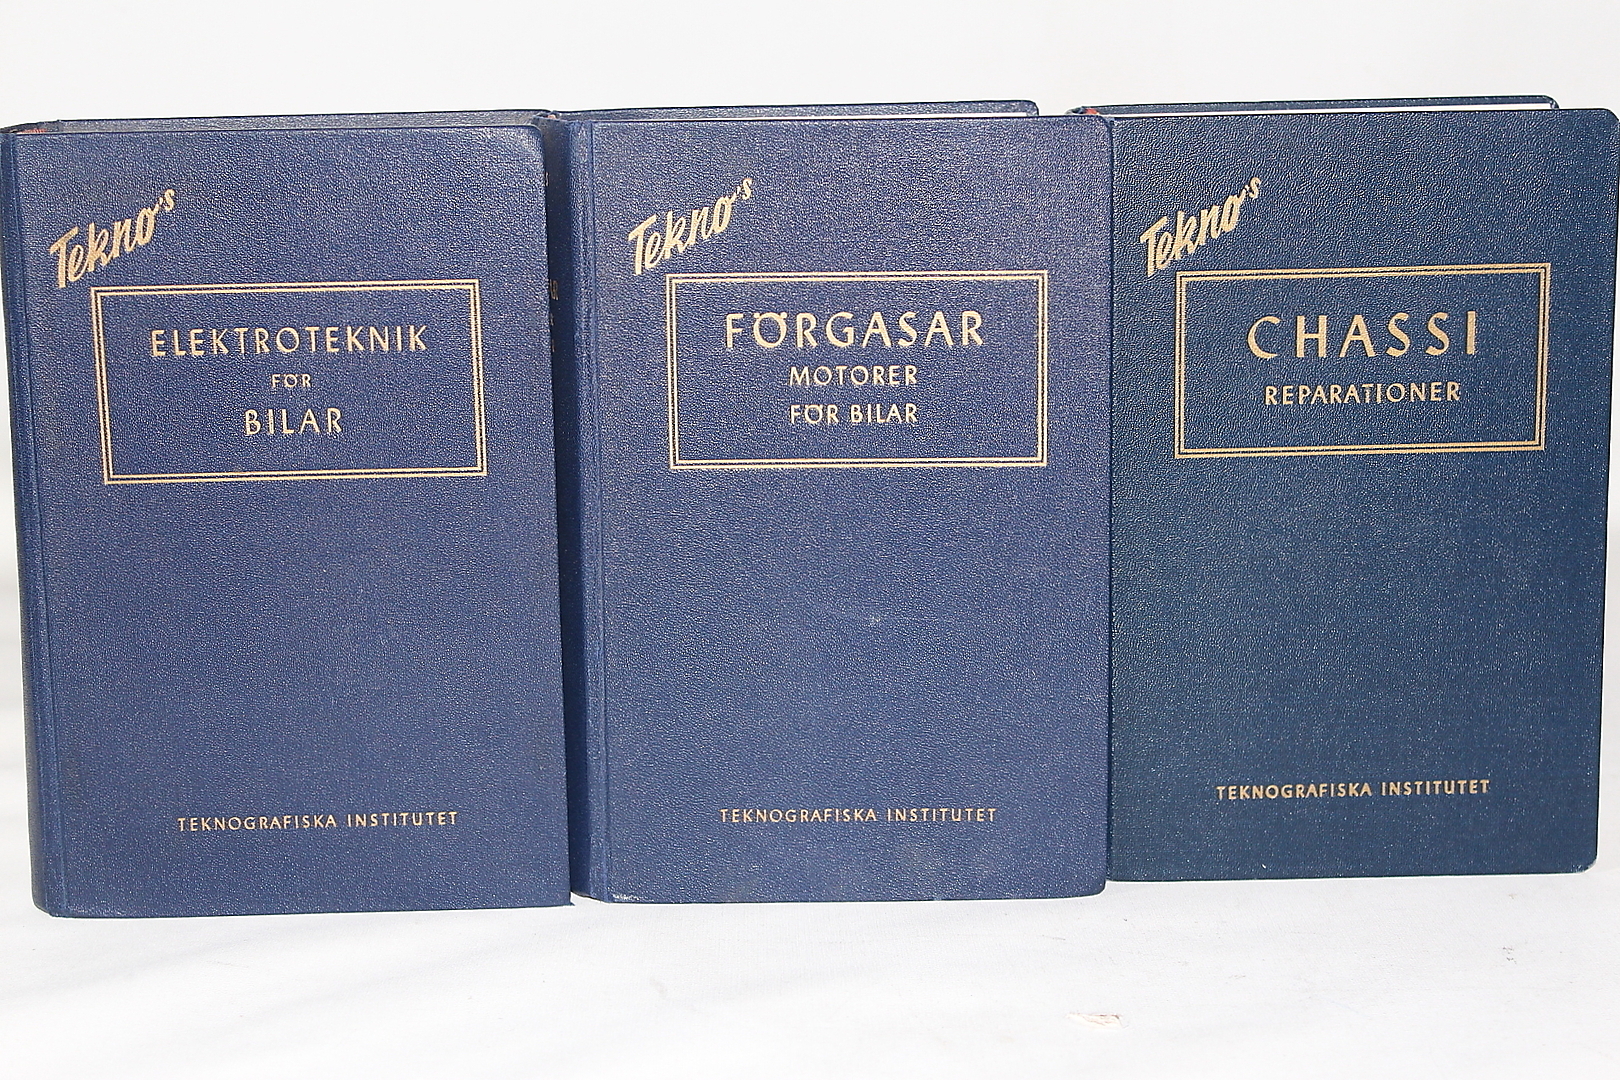 Tekno's
ELEKTROTEKNIK
FÖR
BILAR
TEKNOGRAFISKA INSTITUTET
Tekno's
FÖRGASAR
MOTORER
FÖR BILAR
TEKNOGRAFISKA INSTITUTET
Tekno's
CHASSI
REPARATIONER
TEKNOGRAFISKA INSTITUTET